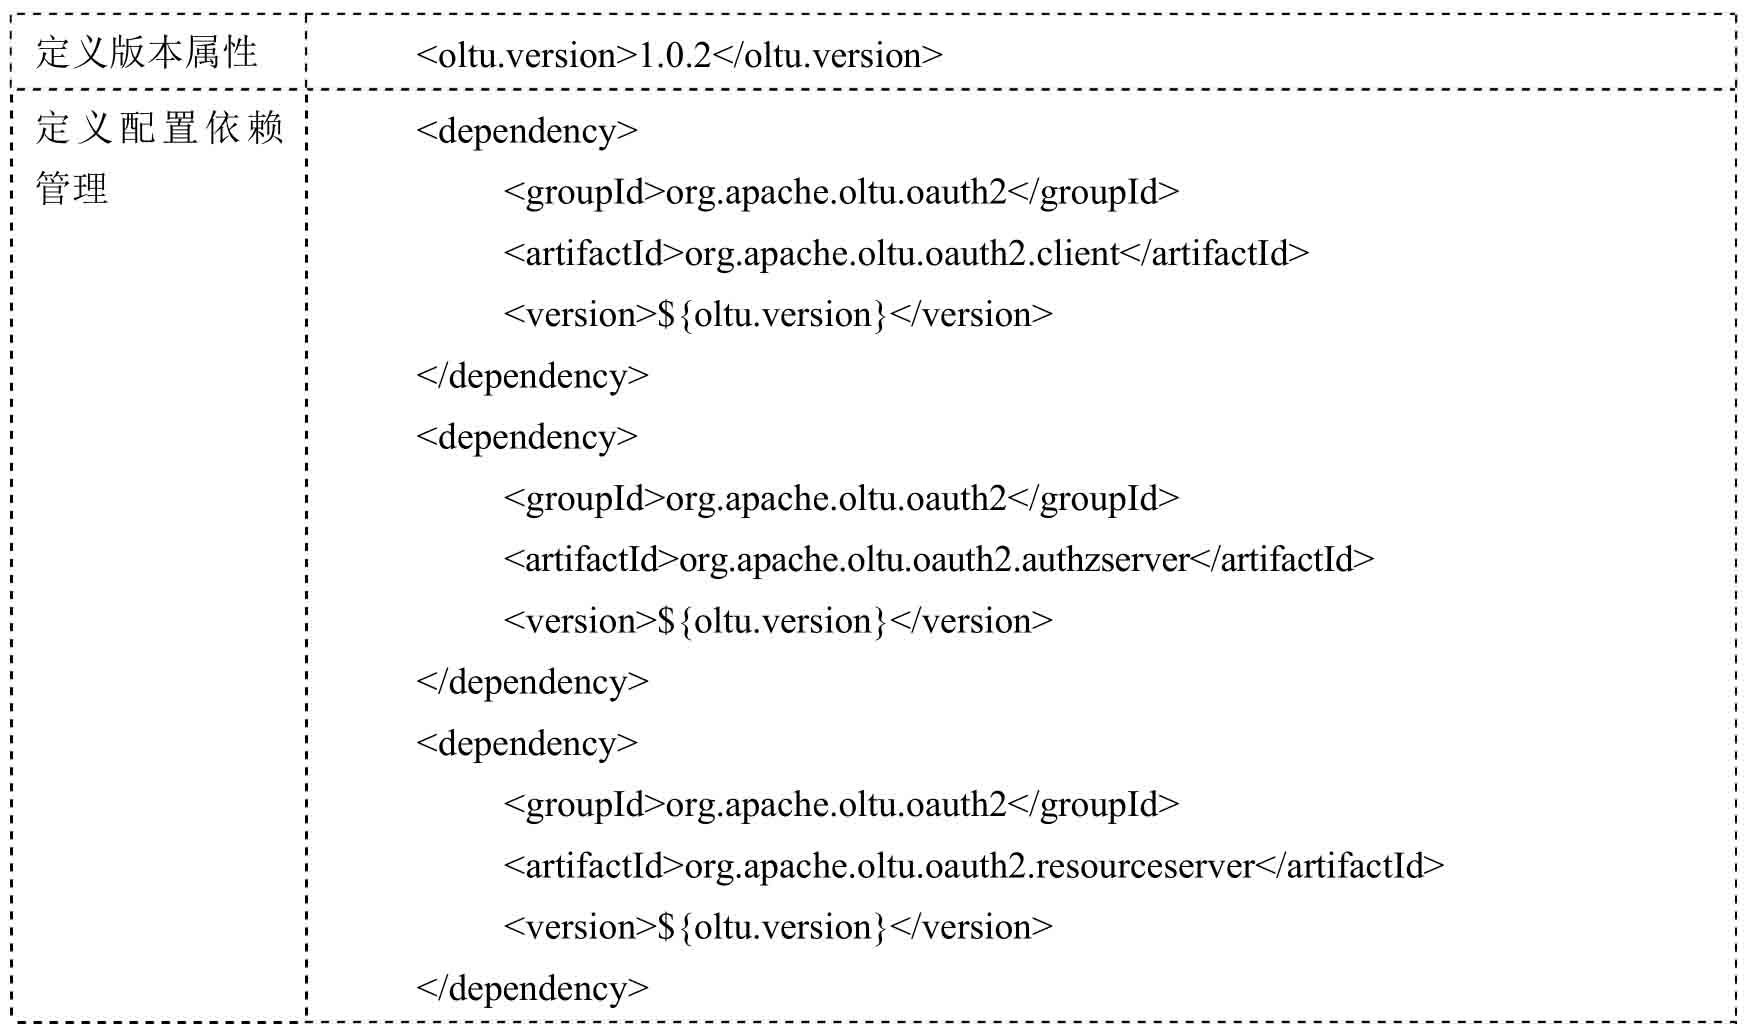 定义版本属性 <oltu.version>1.0.2</oltu.version>
定义配置依赖 <dependency>
管理 <groupId>org.apache.oltu.oauth2</groupId>
<artifactId>org.apache.oltu.oauth2.client</artifactId>
<version>${oltu.version}</version>
</dependency>
<dependency>
<groupId>org.apache.oltu.oauth2</groupId>
<artifactId>org.apache.oltu.oauth2.authzserver</artifactId>
<version>${oltu.version}</version>
</dependency>
<dependency>
<groupId>org.apache.oltu.oauth2</groupId>
<artifactId>org.apache.oltu.oauth2.resourceserver</artifactId>
<version>${oltu.version}</version>
</dependency>